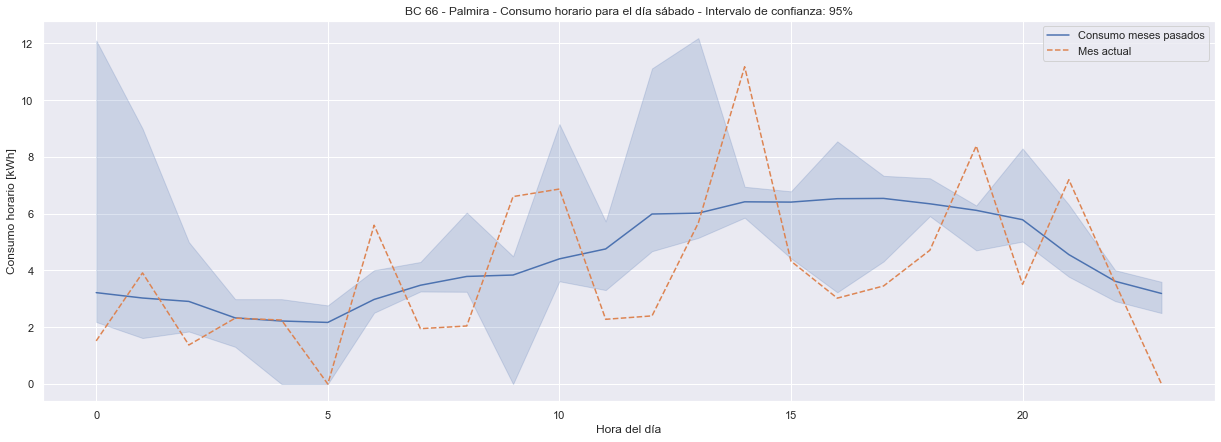 BC 66 - Palmira - Consumo horario para el día sábado - Intervalo de confianza: 95%
Consumo meses pasados
Mes actual
Consumo horario [kWh]
12
10
8
6
4
2
0
0
5
10
15
20
Hora del día